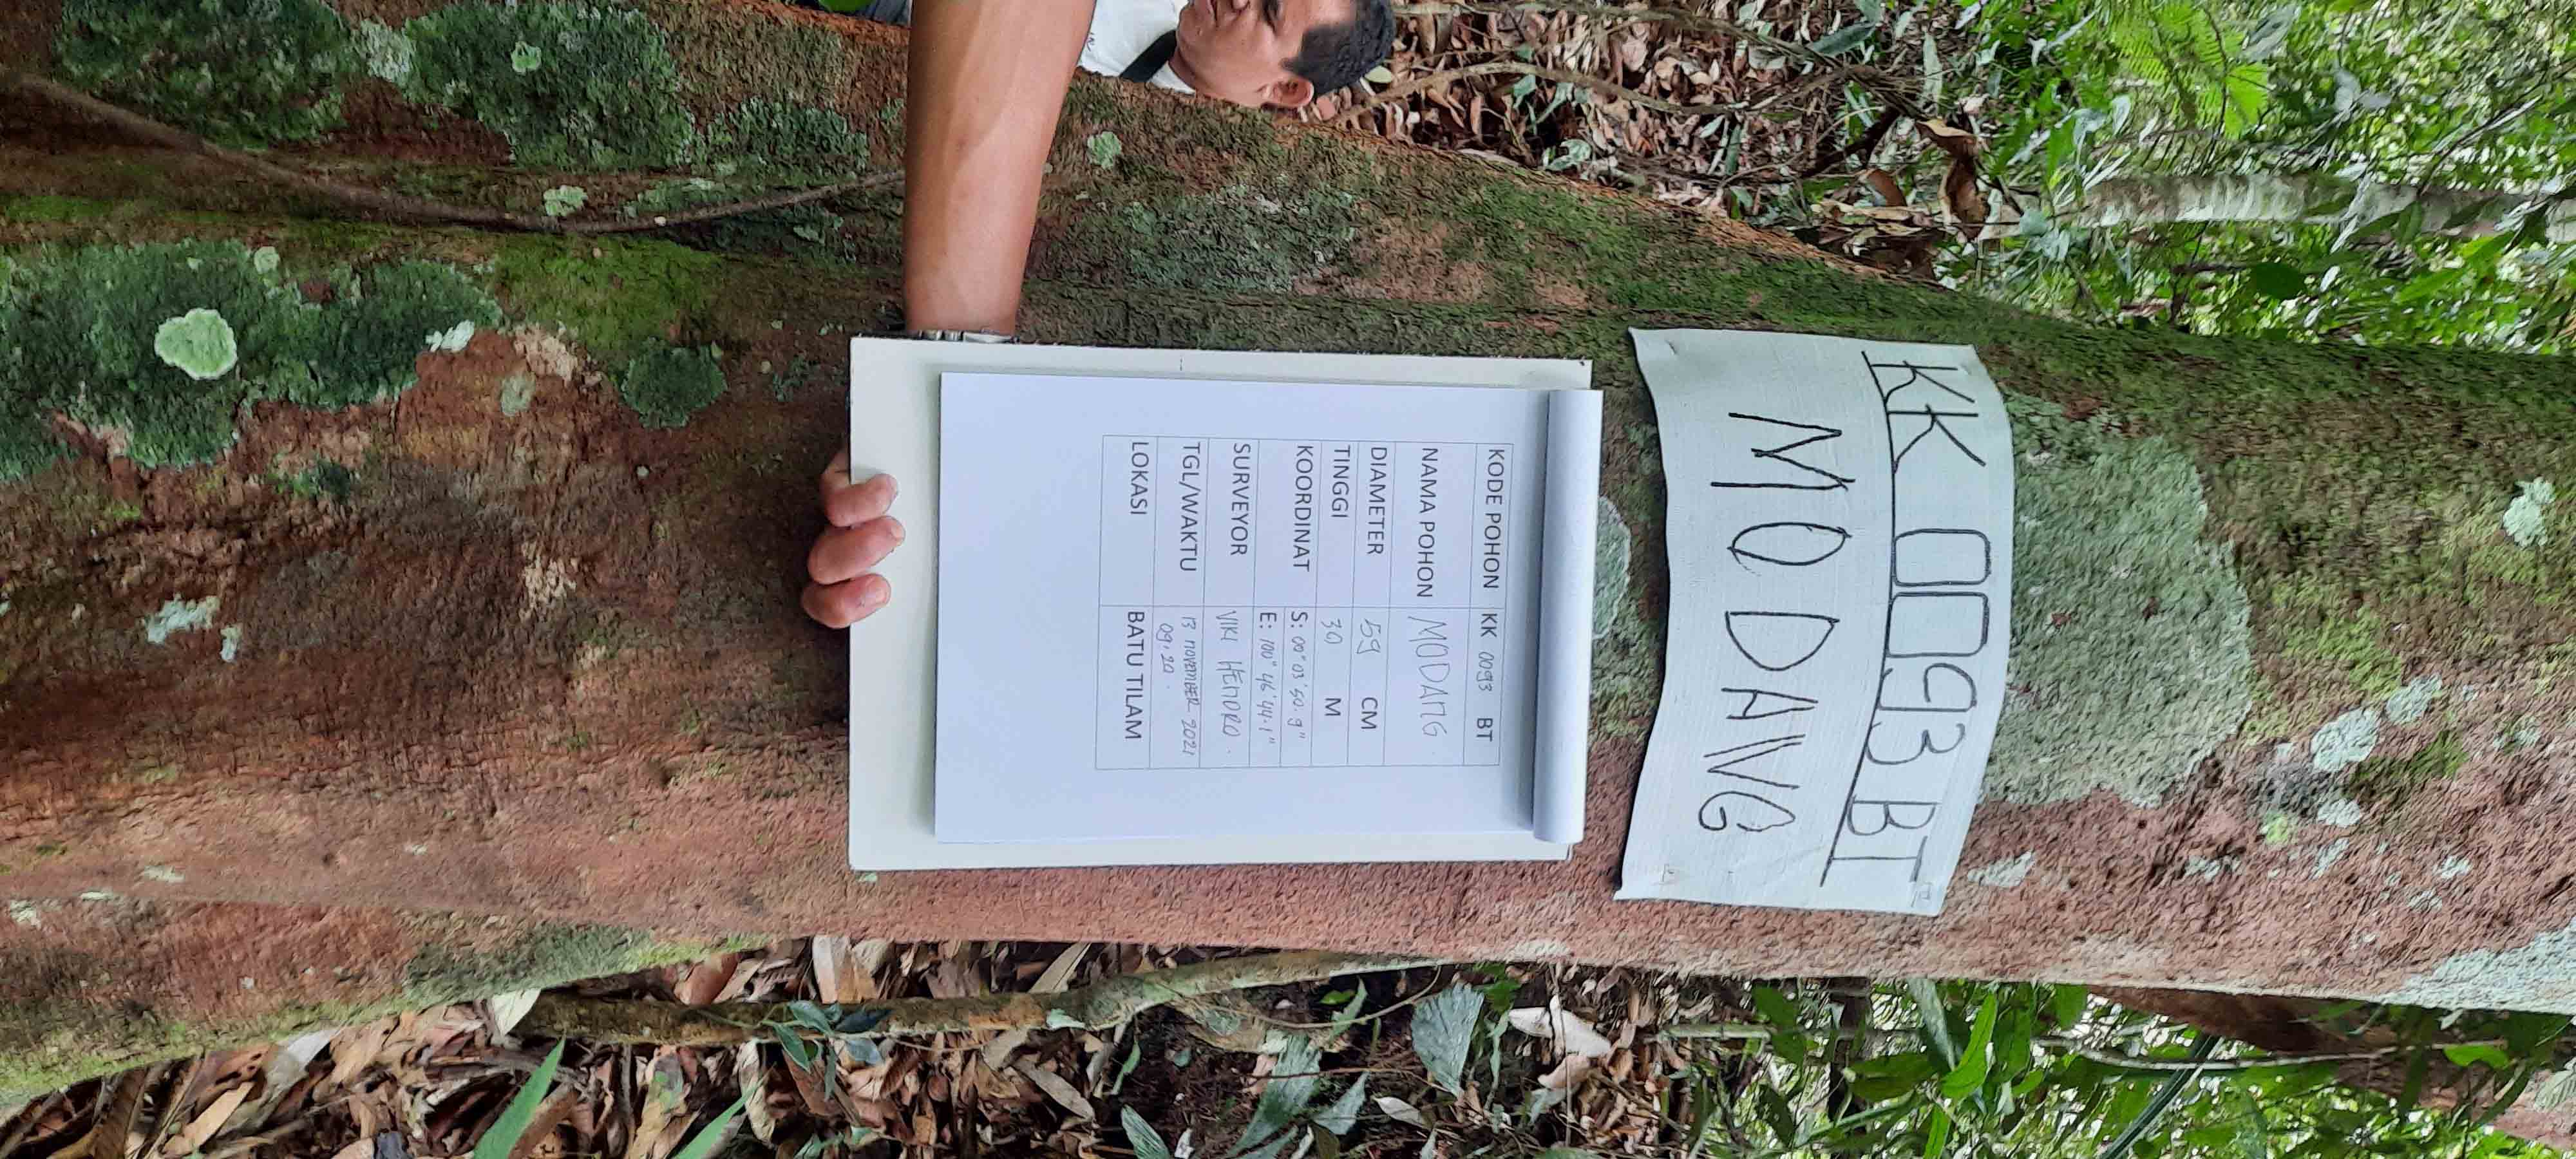 KK 0093 BT
MODANG
KODE POHON KK 0093 BT
NAMA POHON MODANG
DIAMETER 59 CM
TINGGI 30 M
KOORDINAT S: 00° 03' 50.9"
E: 100° 46' 44.1"
SURVEYOR VIKI HENDRO.
TGL/WAKTU 13 NOVEMBER 2021
09.20.
LOKASI BATU TILAM